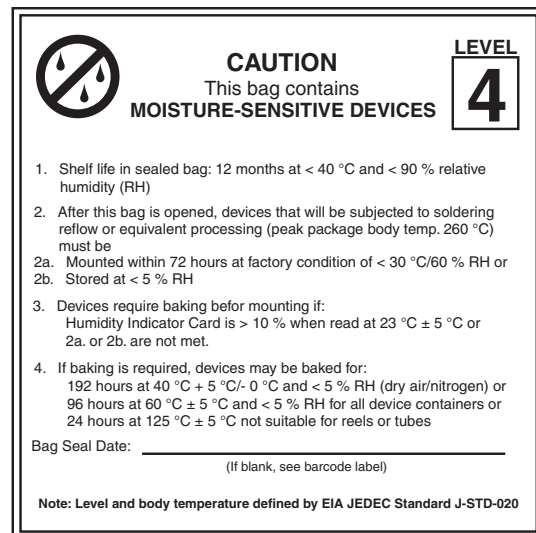 CAUTION
This bag contains
MOISTURE-SENSITIVE DEVICES
LEVEL
4
1. Shelf life in sealed bag: 12 months at < 40 °C and < 90 % relative
humidity (RH)
2. After this bag is opened, devices that will be subjected to soldering
reflow or equivalent processing (peak package body temp. 260 °C)
must be
2a. Mounted within 72 hours at factory condition of < 30 °C/60 % RH or
2b. Stored at < 5 % RH
3. Devices require baking befor mounting if:
Humidity Indicator Card is > 10 % when read at 23 °C ± 5 °C or
2a. or 2b. are not met.
4. If baking is required, devices may be baked for:
192 hours at 40 °C + 5 °C/- 0 °C and < 5 % RH (dry air/nitrogen) or
96 hours at 60 °C ± 5 °C and < 5 % RH for all device containers or
24 hours at 125 °C ± 5 °C not suitable for reels or tubes
Bag Seal Date:
(If blank, see barcode label)
Note: Level and body temperature defined by EIA JEDEC Standard J-STD-020